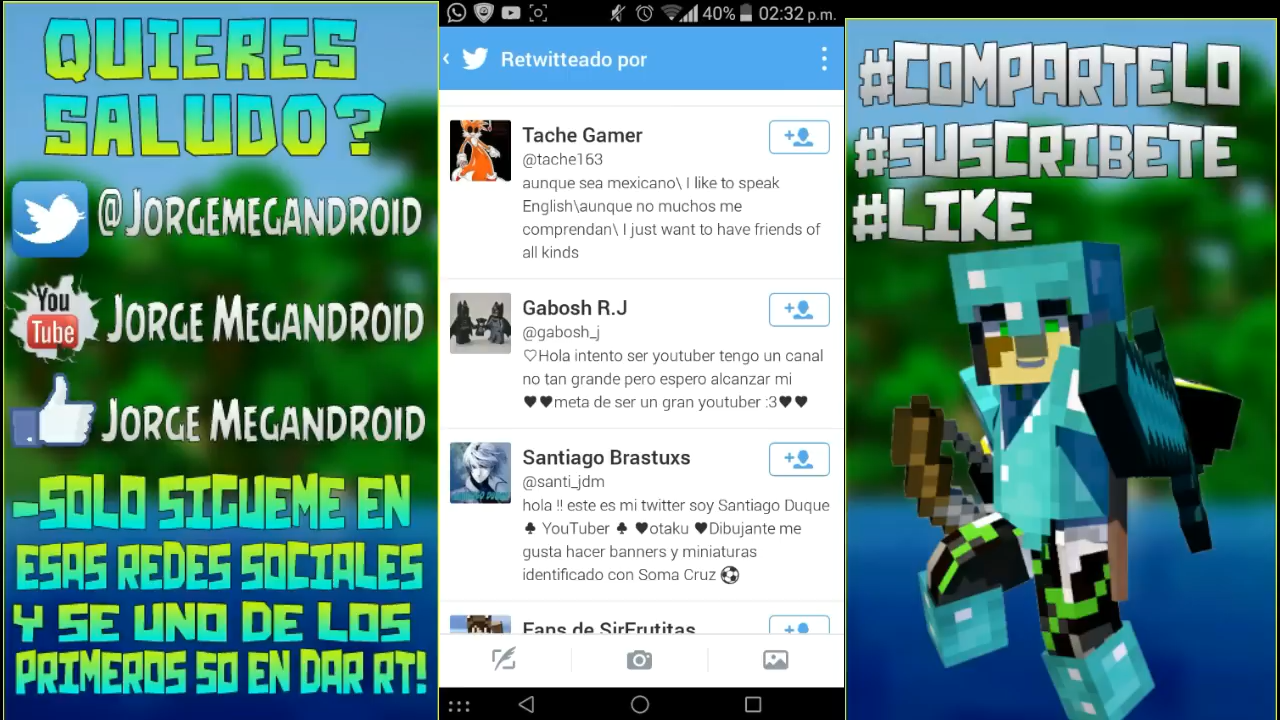 QUIERES
SALUDO?
@JORGEMEGANDROID
You
Tube
JORGE MEGANDROID
JORGE MEGANDROID
-SOLO SIGUEME EN
ESAS REDES SOCIALES
Y SE UNO DE LOS
PRIMEROS 50 EN DAR RT!
40% 02:32 p.m.
Retwitteado por
Tache Gamer
@tache163
aunque sea mexicano\ I like to speak
English\aunque no muchos me
comprendan\ I just want to have friends of
all kinds
Gabosh R.J
@gabosh_j
♡Hola intento ser youtuber tengo un canal
no tan grande pero espero alcanzar mi
♥♥meta de ser un gran youtuber :3♥♥
Santiago Brastuxs
@santi_jdm
hola !! este es mi twitter soy Santiago Duque
♣ YouTuber ♣ ♥otaku ♥Dibujante me
gusta hacer banners y miniaturas
identificado con Soma Cruz ⚽
SANTIAGO DUQUE
Fans de SirFrutitas
#COMPARTELO
#SUSCRIBETE
#LIKE